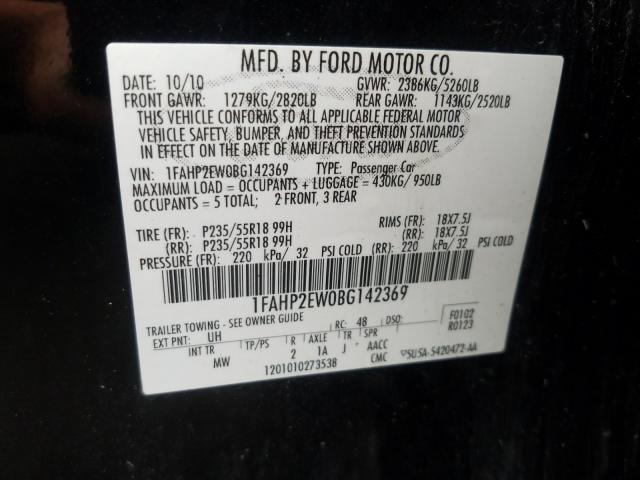 MFD. BY FORD MOTOR CO.
DATE: 10/10 GVWR: 2386KG/5260LB
FRONT GAWR: 1279KG/2820LB REAR GAWR: 1143KG/2520LB
THIS VEHICLE CONFORMS TO ALL APPLICABLE FEDERAL MOTOR
VEHICLE SAFETY, BUMPER, AND THEFT PREVENTION STANDARDS
IN EFFECT ON THE DATE OF MANUFACTURE SHOWN ABOVE.
VIN: 1FAHP2EW0BG142369 TYPE: Passenger Car
MAXIMUM LOAD = OCCUPANTS + LUGGAGE = 430KG/ 950LB
OCCUPANTS = 5 TOTAL; 2 FRONT, 3 REAR
TIRE (FR): P235/55R18 99H RIMS (FR): 18X7.5J
(RR): P235/55R18 99H (RR): 18X7.5J
PRESSURE (FR): 220 kPa/ 32 PSI COLD (RR): 220 kPa/ 32 PSI COLD
1FAHP2EW0BG142369
TRAILER TOWING - SEE OWNER GUIDE
EXT PNT: UH RC: 48 DSO: F0102
INT TR TP/PS R AXLE TR SPR R0123
MW 2 1A J AACC
1201010273538 CMC ▽5U5A-5420472-AA